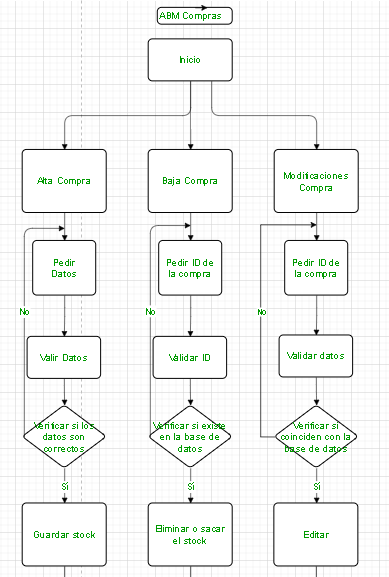 ABM Compras
Inicio
Alta Compra
Baja Compra
Modificaciones
Compra
Pedir
Datos
Pedir ID de
la compra
Pedir ID de
la compra
No
No
No
Valir Datos
Validar ID
Validar datos
Verificar si los
datos son
correctos
Verificar si existe
en la base de
datos
Verificar si
coinciden con la
base de datos
Sí
Sí
Sí
Guardar stock
Eliminar o sacar
el stock
Editar